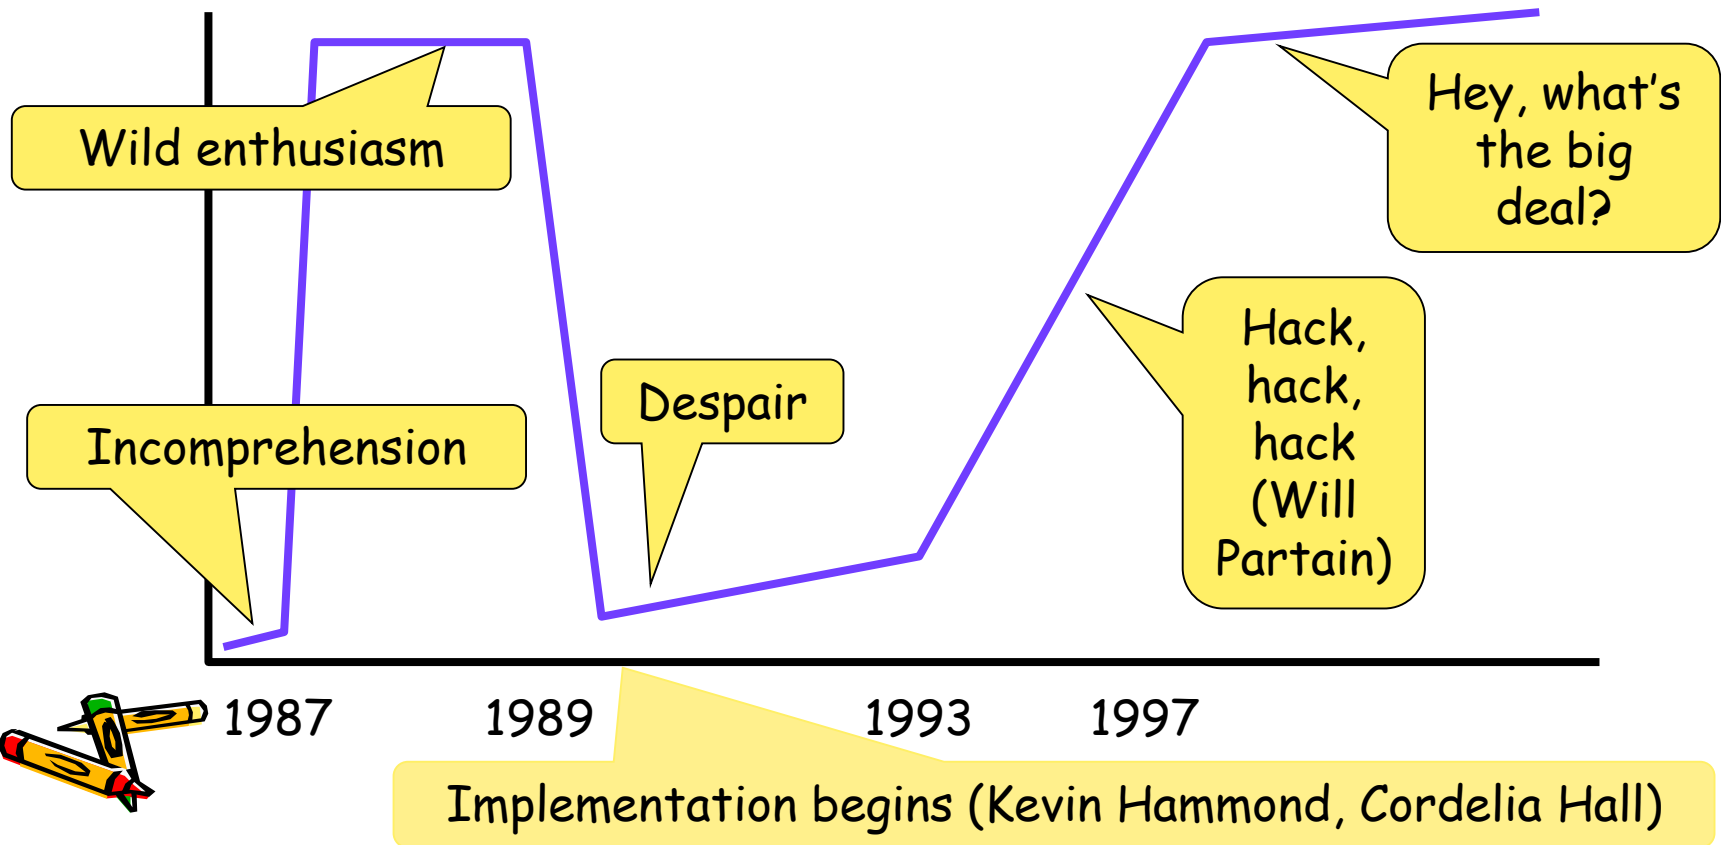 Wild enthusiasm
Hey, what’s
the big
deal?
Incomprehension
Despair
Hack,
hack,
hack
(Will
Partain)
1987 1989 1993 1997
Implementation begins (Kevin Hammond, Cordelia Hall)